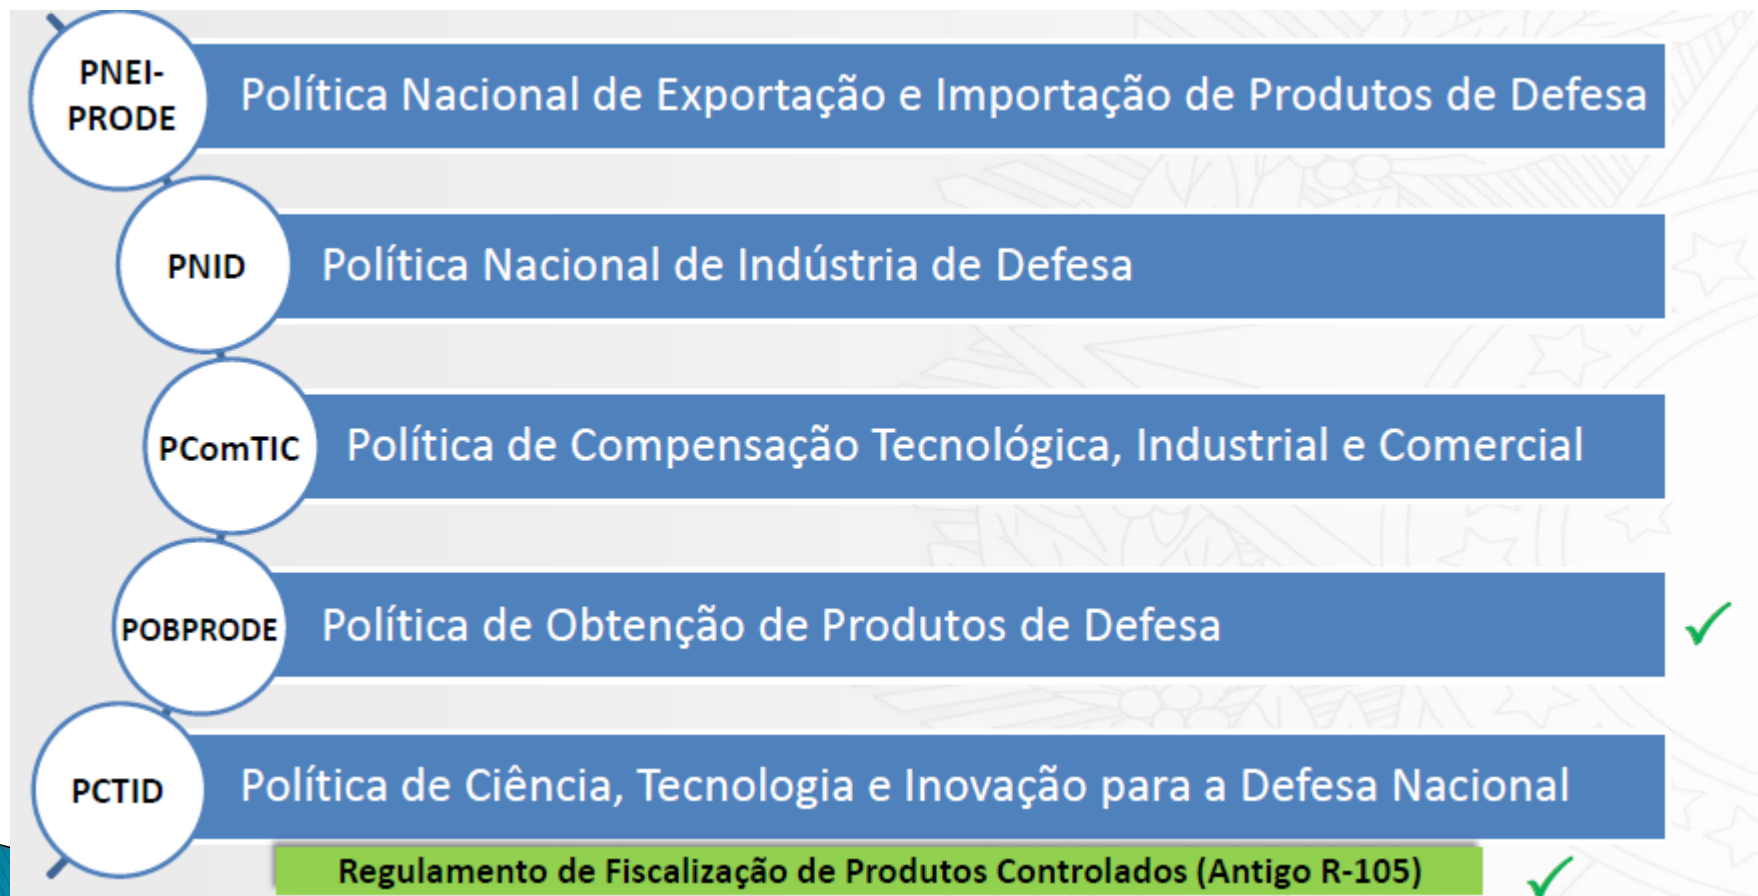 PNEI-
PRODE
Política Nacional de Exportação e Importação de Produtos de Defesa
PNID
Política Nacional de Indústria de Defesa
PComTIC
Política de Compensação Tecnológica, Industrial e Comercial
POBPRODE
Política de Obtenção de Produtos de Defesa
PCTID
Política de Ciência, Tecnologia e Inovação para a Defesa Nacional
Regulamento de Fiscalização de Produtos Controlados (Antigo R-105)